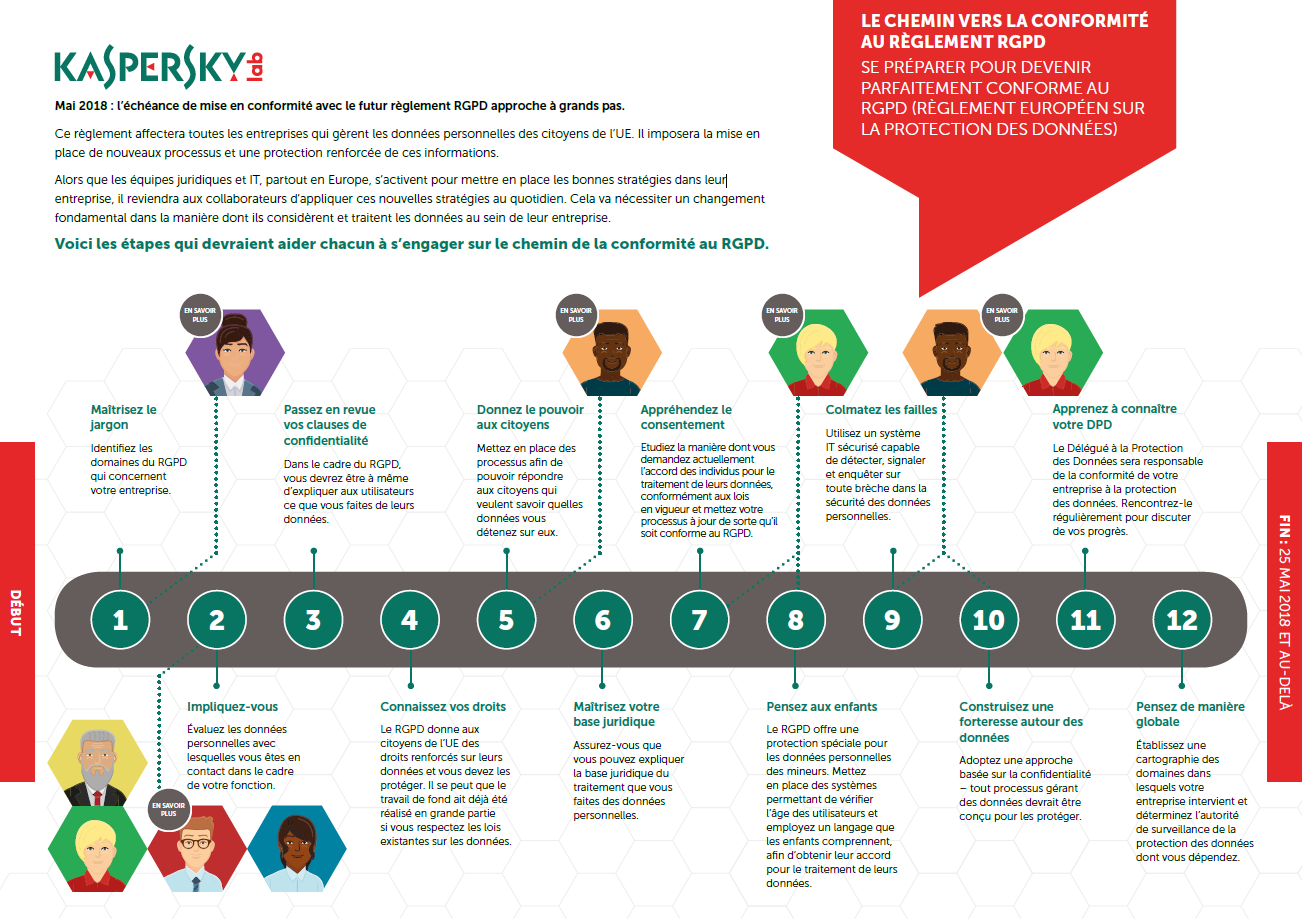 KASPERSKY lab
LE CHEMIN VERS LA CONFORMITÉ
AU RÈGLEMENT RGPD
SE PRÉPARER POUR DEVENIR
PARFAITEMENT CONFORME AU
RGPD (RÈGLEMENT EUROPÉEN SUR
LA PROTECTION DES DONNÉES)
Mai 2018 : l’échéance de mise en conformité avec le futur règlement RGPD approche à grands pas.
Ce règlement affectera toutes les entreprises qui gèrent les données personnelles des citoyens de l’UE. Il imposera la mise en
place de nouveaux processus et une protection renforcée de ces informations.
Alors que les équipes juridiques et IT, partout en Europe, s’activent pour mettre en place les bonnes stratégies dans leur
entreprise, il reviendra aux collaborateurs d’appliquer ces nouvelles stratégies au quotidien. Cela va nécessiter un changement
fondamental dans la manière dont ils considèrent et traitent les données au sein de leur entreprise.
Voici les étapes qui devraient aider chacun à s’engager sur le chemin de la conformité au RGPD.
EN SAVOIR
PLUS
EN SAVOIR
PLUS
EN SAVOIR
PLUS
EN SAVOIR
PLUS
Maîtrisez le
jargon
Identifiez les
domaines du RGPD
qui concernent
votre entreprise.
Passez en revue
vos clauses de
confidentialité
Dans le cadre du RGPD,
vous devrez être à même
d’expliquer aux utilisateurs
ce que vous faites de leurs
données.
Donnez le pouvoir
aux citoyens
Mettez en place des
processus afin de
pouvoir répondre
aux citoyens qui
veulent savoir quelles
données vous
détenez sur eux.
Appréhendez le
consentement
Etudiez la manière dont vous
demandez actuellement
l’accord des individus pour le
traitement de leurs données,
conformément aux lois
en vigueur et mettez votre
processus à jour de sorte qu’il
soit conforme au RGPD.
Colmatez les failles
Utilisez un système
IT sécurisé capable
de détecter, signaler
et enquêter sur
toute brèche dans la
sécurité des données
personnelles.
Apprenez à connaître
votre DPD
Le Délégué à la Protection
des Données sera responsable
de la conformité de votre
entreprise à la protection
des données. Rencontrez-le
régulièrement pour discuter
de vos progrès.
DÉBUT
1 2 3 4 5 6 7 8 9 10 11 12
FIN : 25 MAI 2018 ET AU-DELÀ
Impliquez-vous
Évaluez les données
personnelles avec
lesquelles vous êtes en
contact dans le cadre
de votre fonction.
EN SAVOIR
PLUS
Connaissez vos droits
Le RGPD donne aux
citoyens de l’UE des
droits renforcés sur leurs
données et vous devez les
protéger. Il se peut que le
travail de fond ait déjà été
réalisé en grande partie
si vous respectez les lois
existantes sur les données.
Maîtrisez votre
base juridique
Assurez-vous que
vous pouvez expliquer
la base juridique du
traitement que vous
faites des données
personnelles.
Pensez aux enfants
Le RGPD offre une
protection spéciale pour
les données personnelles
des mineurs. Mettez
en place des systèmes
permettant de vérifier
l’âge des utilisateurs et
employez un langage que
les enfants comprennent,
afin d’obtenir leur accord
pour le traitement de leurs
données.
Construisez une
forteresse autour des
données
Adoptez une approche
basée sur la confidentialité
– tout processus gérant
des données devrait être
conçu pour les protéger.
Pensez de manière
globale
Établissez une
cartographie des
domaines dans
lesquels votre
entreprise intervient et
déterminez l’autorité
de surveillance de la
protection des données
dont vous dépendez.